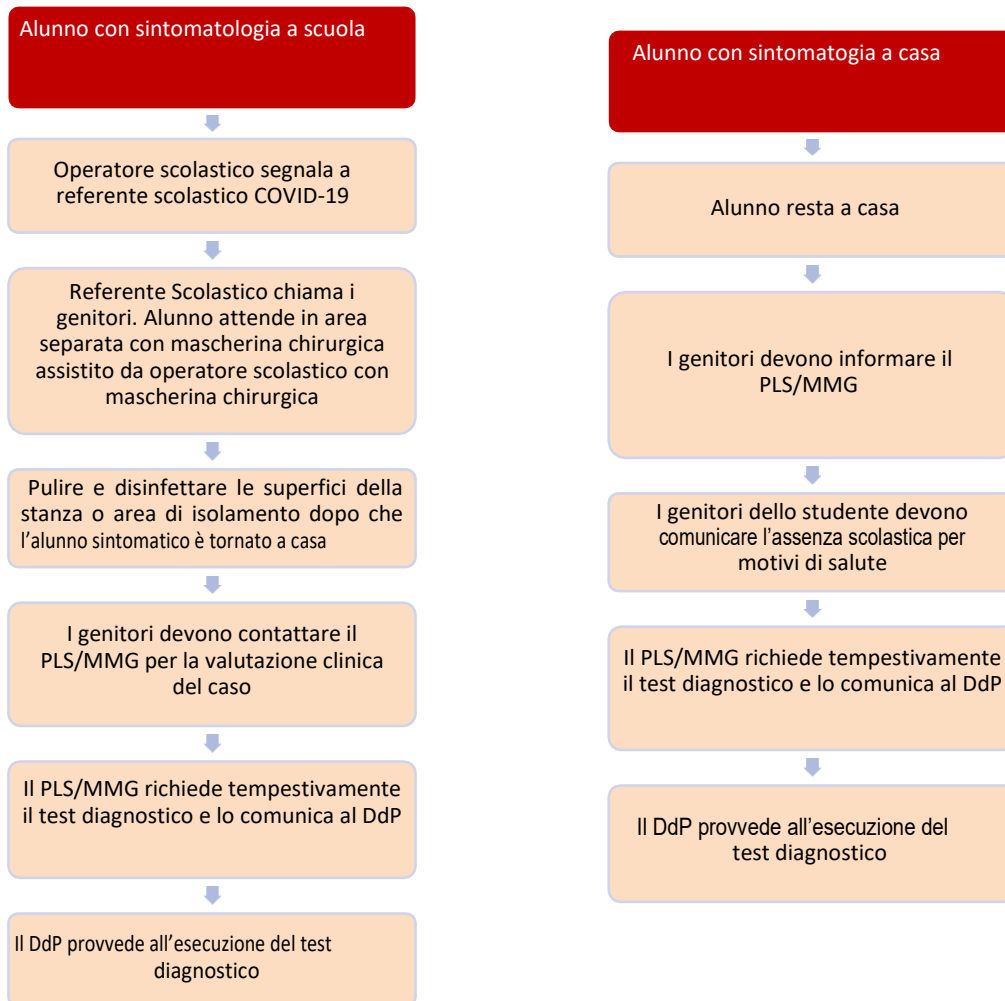 Alunno con sintomatologia a scuola
Operatore scolastico segnala a
referente scolastico COVID-19
Referente Scolastico chiama i
genitori. Alunno attende in area
separata con mascherina chirurgica
assistito da operatore scolastico con
mascherina chirurgica
Pulire e disinfettare le superfici della
stanza o area di isolamento dopo che
l’alunno sintomatico è tornato a casa
I genitori devono contattare il
PLS/MMG per la valutazione clinica
del caso
Il PLS/MMG richiede tempestivamente
il test diagnostico e lo comunica al DdP
Il DdP provvede all’esecuzione del test
diagnostico
Alunno con sintomatogia a casa
Alunno resta a casa
I genitori devono informare il
PLS/MMG
I genitori dello studente devono
comunicare l’assenza scolastica per
motivi di salute
Il PLS/MMG richiede tempestivamente
il test diagnostico e lo comunica al DdP
Il DdP provvede all’esecuzione del
test diagnostico